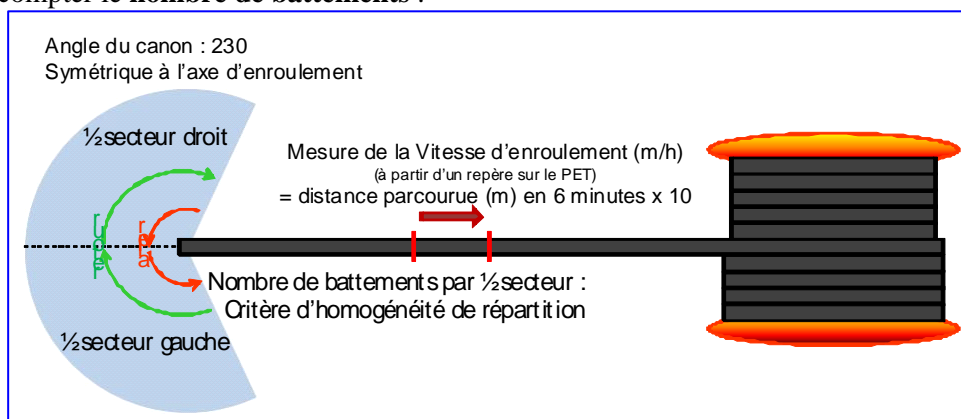 compter le nombre de battements :
Angle du canon : 230
Symétrique à l'axe d'enroulement
½secteur droit
Mesure de la Vitesse d'enroulement (m/h)
(à partir d'un repère sur le PET)
= distance parcourue (m) en 6 minutes x 10
Nombre de battements par ½secteur :
Critère d'homogénéité de répartition
½secteur gauche